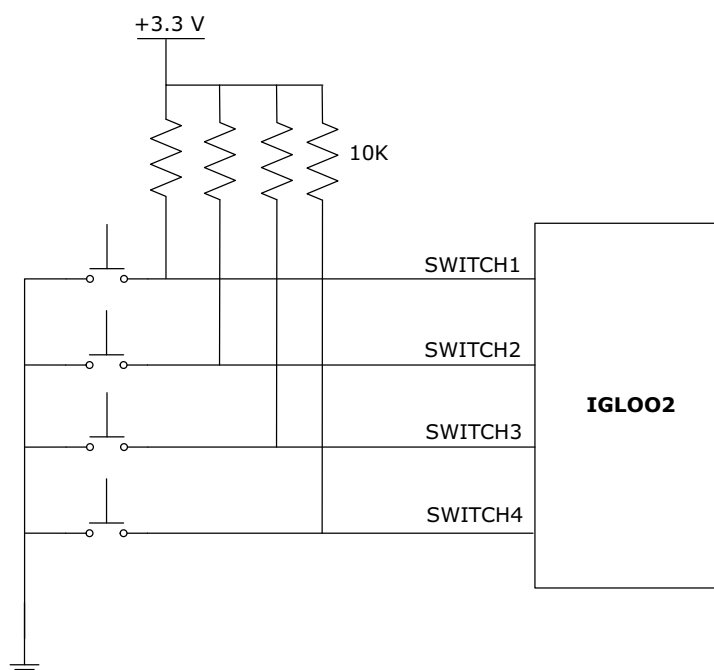 +3.3 V
10K
SWITCH1
SWITCH2
IGLOO2
SWITCH3
SWITCH4